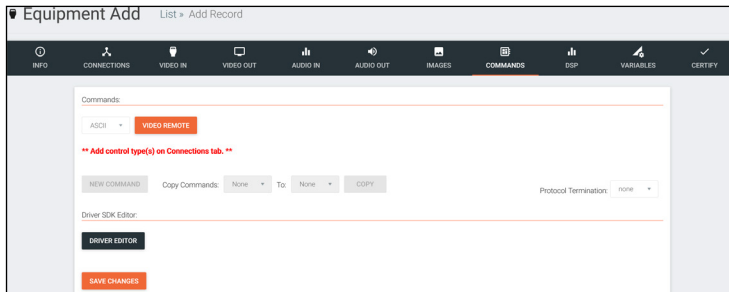 Equipment Add List » Add Record
INFO CONNECTIONS VIDEO IN VIDEO OUT AUDIO IN AUDIO OUT IMAGES COMMANDS DSP VARIABLES CERTIFY
Commands:
ASCII VIDEO REMOTE
** Add control type(s) on Connections tab. **
NEW COMMAND Copy Commands: None To: None COPY Protocol Termination: none
Driver SDK Editor:
DRIVER EDITOR
SAVE CHANGES